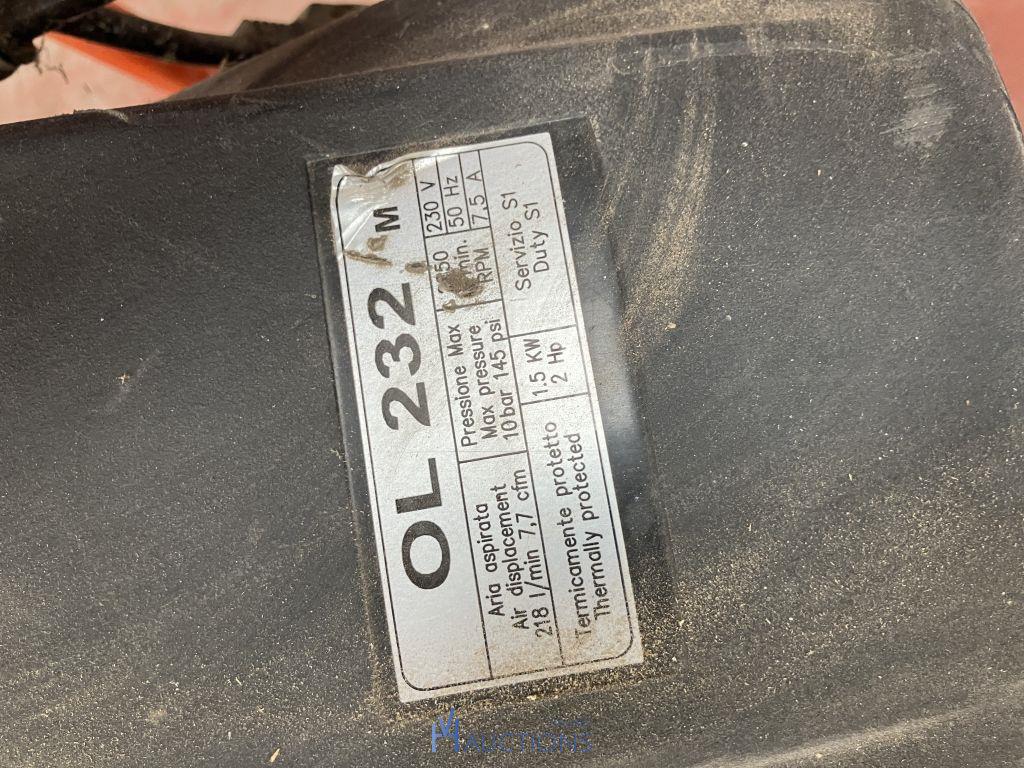 OL 232 M
Aria aspirata
Air displacement
218 l/min 7,7 cfm
Pressione Max
Max pressure
10bar 145 psi
RPM
230 V
50 Hz
7,5 A
Termicamente protetto
Thermally protected
1.5 KW
2 Hp
Servizio S1
Duty S1
AUCTIONS